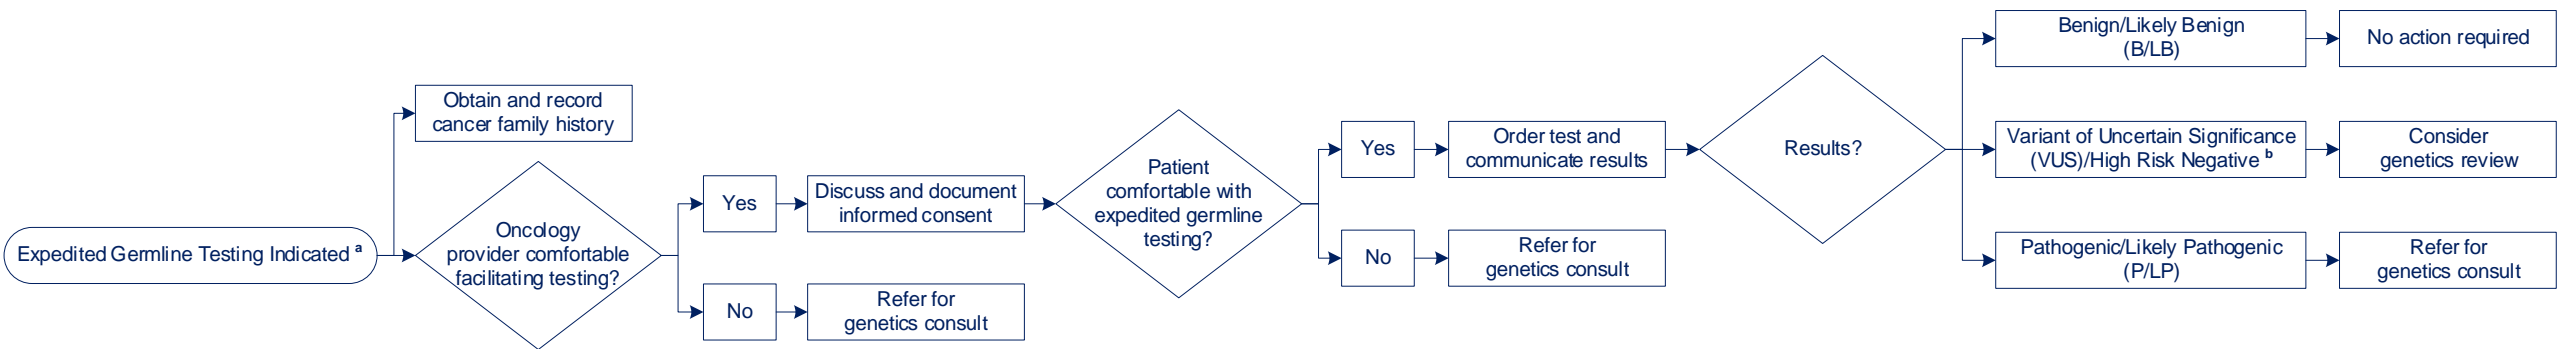 Expedited Germline Testing Indicated a
Obtain and record
cancer family history
Oncology
provider comfortable
facilitating testing?
Yes
Discuss and document
informed consent
No
Refer for
genetics consult
Patient
comfortable with
expedited germline
testing?
Yes
Order test and
communicate results
No
Refer for
genetics consult
Results?
Benign/Likely Benign
(B/LB)
No action required
Variant of Uncertain Significance
(VUS)/High Risk Negative b
Consider
genetics review
Pathogenic/Likely Pathogenic
(P/LP)
Refer for
genetics consult